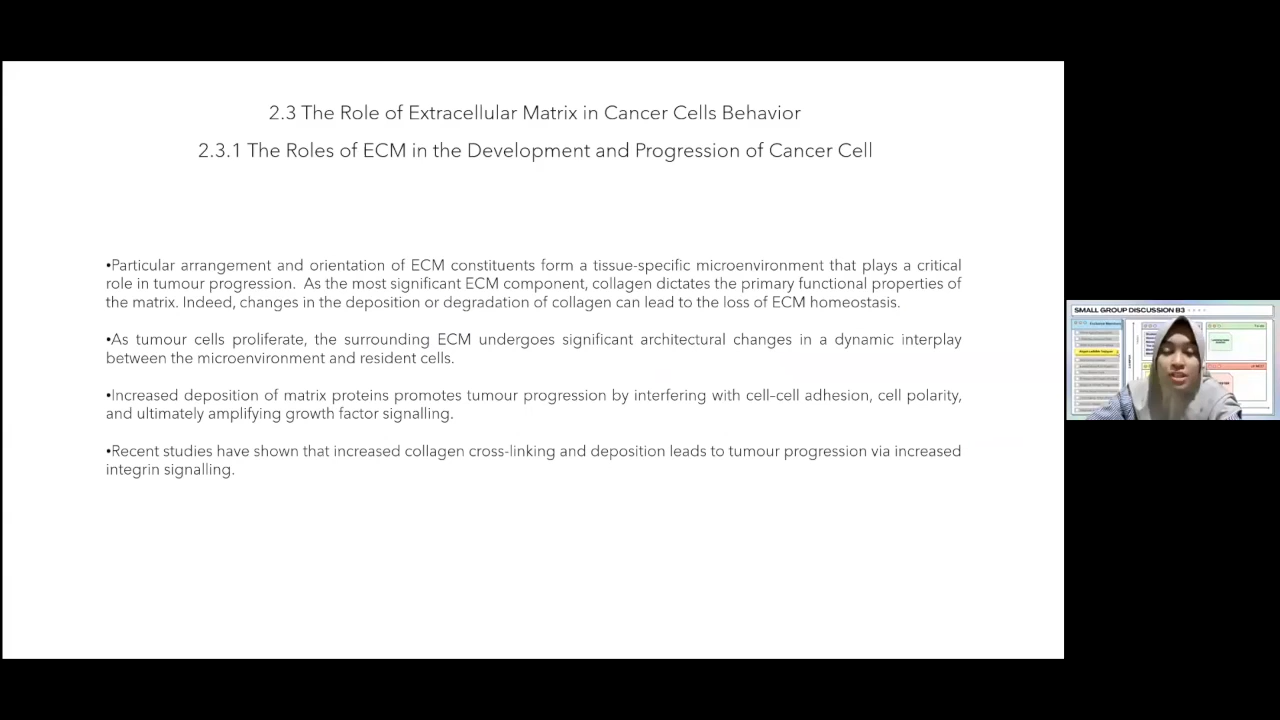 2.3 The Role of Extracellular Matrix in Cancer Cells Behavior
2.3.1 The Roles of ECM in the Development and Progression of Cancer Cell
•Particular arrangement and orientation of ECM constituents form a tissue-specific microenvironment that plays a critical
role in tumour progression. As the most significant ECM component, collagen dictates the primary functional properties of
the matrix. Indeed, changes in the deposition or degradation of collagen can lead to the loss of ECM homeostasis.
•As tumour cells proliferate, the surrounding ECM undergoes significant architectural changes in a dynamic interplay
between the microenvironment and resident cells.
•Increased deposition of matrix proteins promotes tumour progression by interfering with cell–cell adhesion, cell polarity,
and ultimately amplifying growth factor signalling.
•Recent studies have shown that increased collagen cross-linking and deposition leads to tumour progression via increased
integrin signalling.
SMALL GROUP DISCUSSION B3